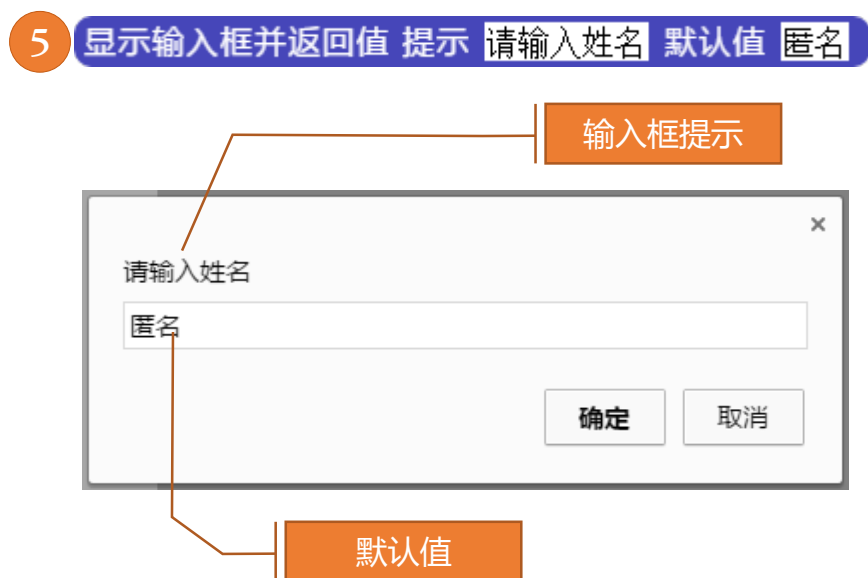 5 显示输入框并返回值 提示 请输入姓名 默认值 匿名
输入框提示
×
请输入姓名
匿名
确定 取消
默认值